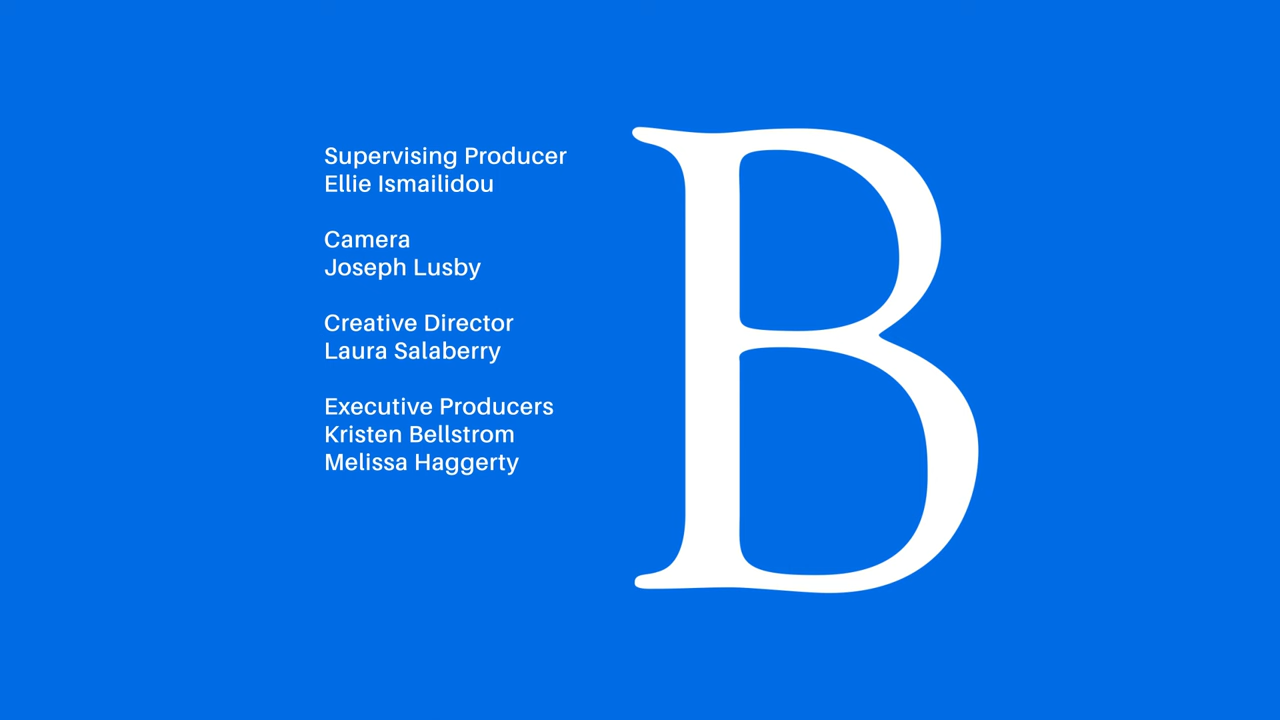 Supervising Producer
Ellie Ismailidou
Camera
Joseph Lusby
Creative Director
Laura Salaberry
Executive Producers
Kristen Bellstrom
Melissa Haggerty
B